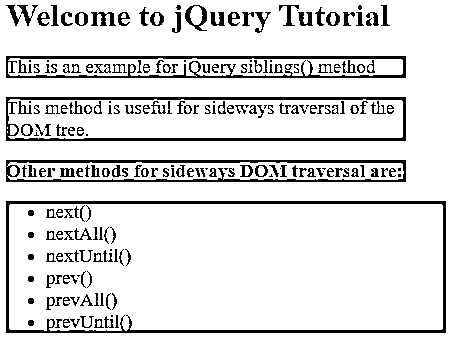 Welcome to jQuery Tutorial
This is an example for jQuery siblings() method
This method is useful for sideways traversal of the
DOM tree.
Other methods for sideways DOM traversal are:
• next()
• nextAll()
• nextUntil()
• prev()
• prevAll()
• prevUntil()